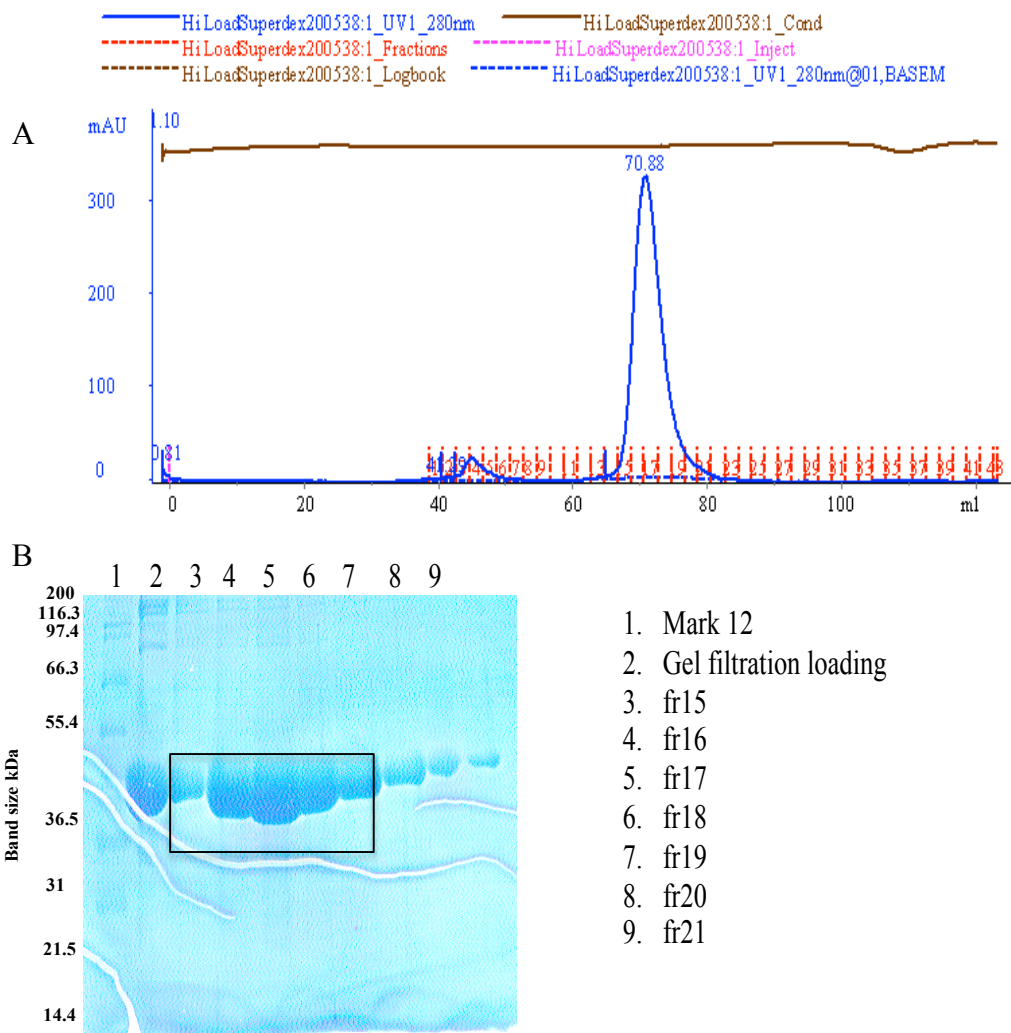 HiLoadSuperdex200538:1_UV1_280nm HiLoadSuperdex200538:1_Cond
HiLoadSuperdex200538:1_Fractions HiLoadSuperdex200538:1_Inject
HiLoadSuperdex200538:1_Logbook HiLoadSuperdex200538:1_UV1_280nm@01,BASEM
A
mAU
1.10
70.88
300
200
100
0
0 20 40 60 80 100 ml
B
1 2 3 4 5 6 7 8 9
200
116.3
97.4
66.3
55.4
36.5
31
21.5
14.4
Band size kDa
1. Mark 12
2. Gel filtration loading
3. fr15
4. fr16
5. fr17
6. fr18
7. fr19
8. fr20
9. fr21